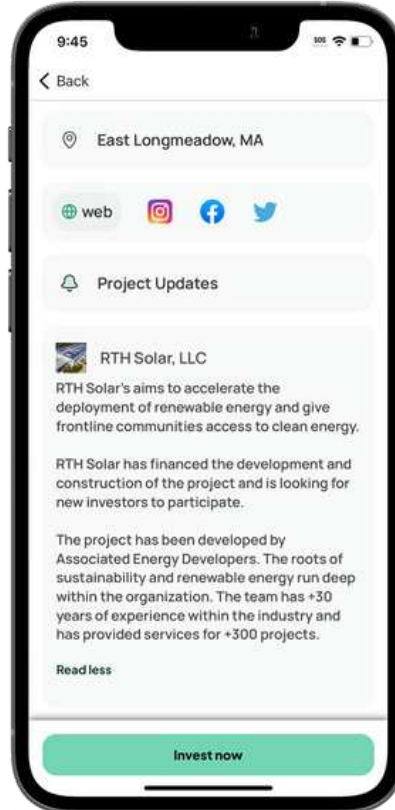 9:45
SOS
Back
East Longmeadow, MA
web
Project Updates
RTH Solar, LLC
RTH Solar's aims to accelerate the
deployment of renewable energy and give
frontline communities access to clean energy.
RTH Solar has financed the development and
construction of the project and is looking for
new investors to participate.
The project has been developed by
Associated Energy Developers. The roots of
sustainability and renewable energy run deep
within the organization. The team has +30
years of experience within the industry and
has provided services for +300 projects.
Read less
Invest now